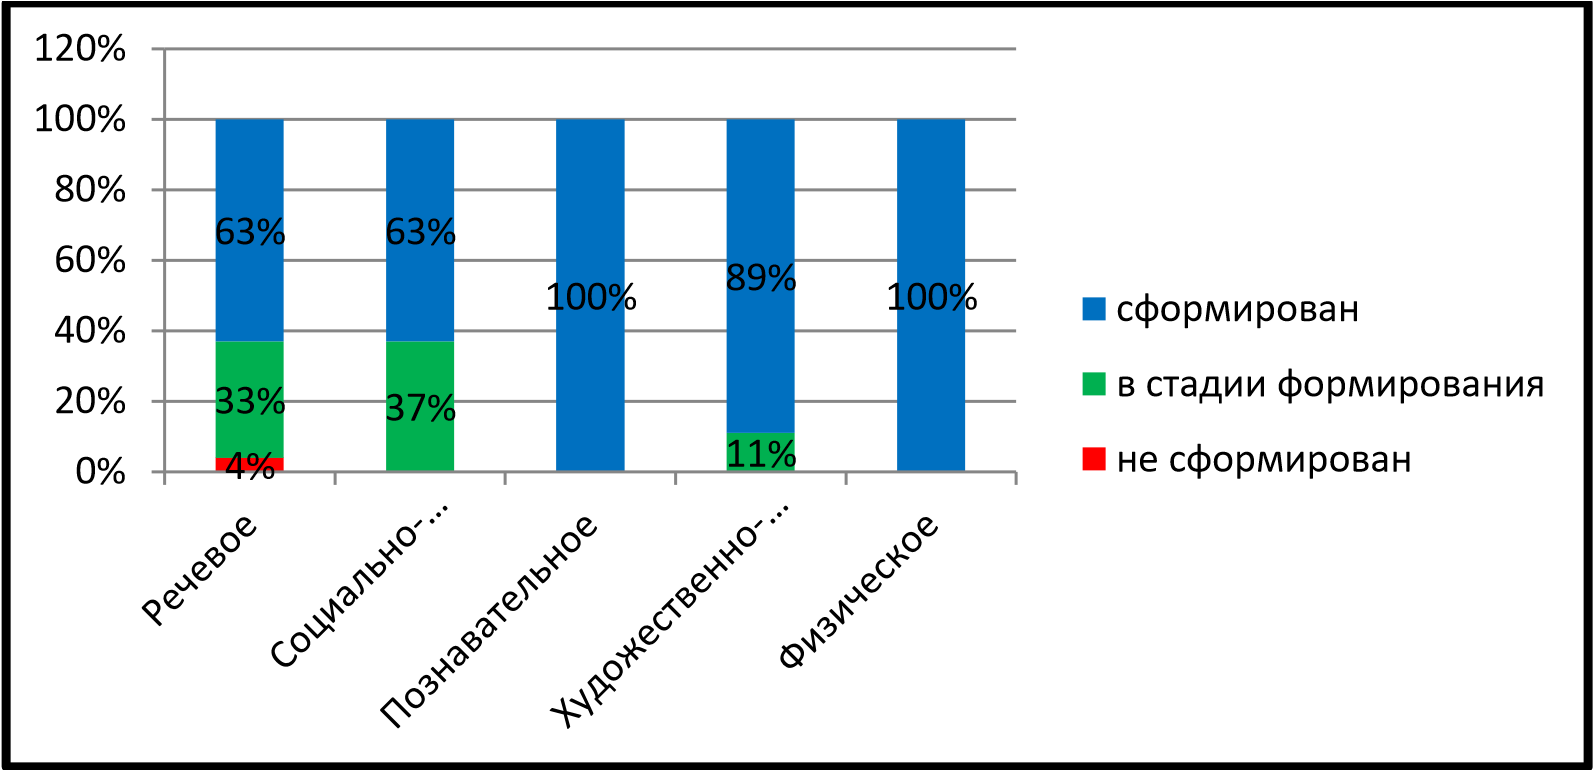 120%
100%
80%
60%
40%
20%
0%
63%
33%
4%
63%
37%
100%
89%
11%
100%
Речевое
Социально-...
Познавательное
Художественно-...
Физическое
сформирован
в стадии формирования
не сформирован